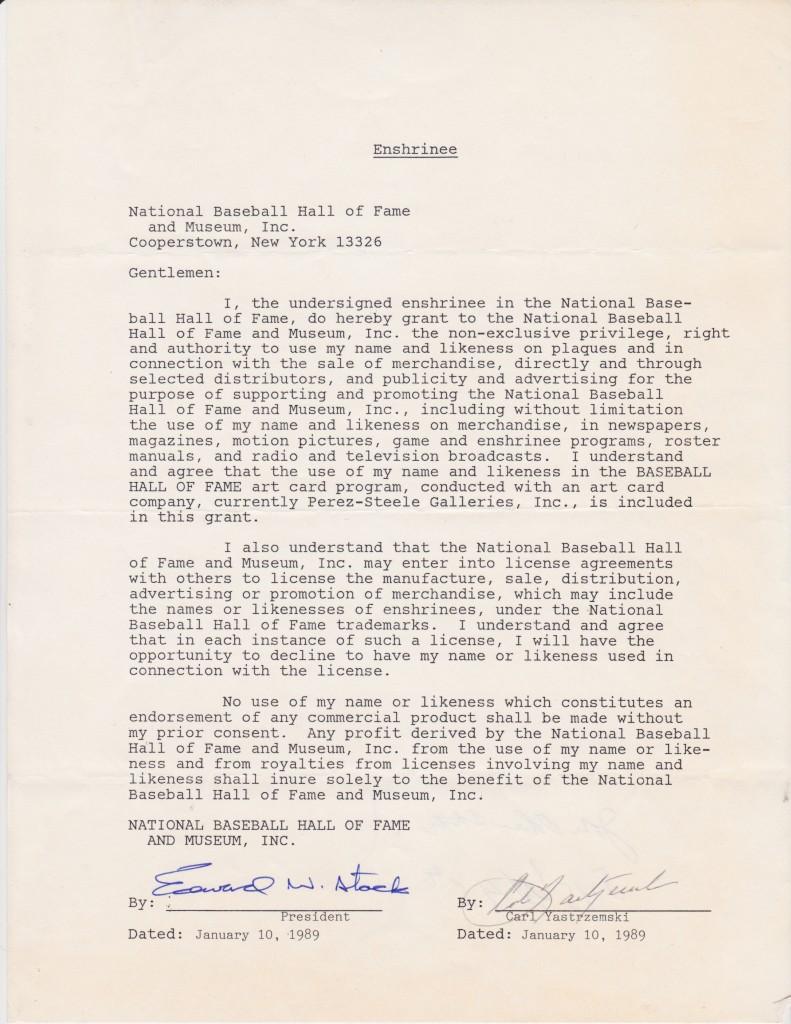 Enshrinee
National Baseball Hall of Fame
and Museum, Inc.
Cooperstown, New York 13326
Gentlemen:
I, the undersigned enshrinee in the National Base-
ball Hall of Fame, do hereby grant to the National Baseball
Hall of Fame and Museum, Inc. the non-exclusive privilege, right
and authority to use my name and likeness on plaques and in
connection with the sale of merchandise, directly and through
selected distributors, and publicity and advertising for the
purpose of supporting and promoting the National Baseball
Hall of Fame and Museum, Inc., including without limitation
the use of my name and likeness on merchandise, in newspapers,
magazines, motion pictures, game and enshrinee programs, roster
manuals, and radio and television broadcasts. I understand
and agree that the use of my name and likeness in the BASEBALL
HALL OF FAME art card program, conducted with an art card
company, currently Perez-Steele Galleries, Inc., is included
in this grant.
I also understand that the National Baseball Hall
of Fame and Museum, Inc. may enter into license agreements
with others to license the manufacture, sale, distribution,
advertising or promotion of merchandise, which may include
the names or likenesses of enshrinees, under the National
Baseball Hall of Fame trademarks. I understand and agree
that in each instance of such a license, I will have the
opportunity to decline to have my name or likeness used in
connection with the license.
No use of my name or likeness which constitutes an
endorsement of any commercial product shall be made without
my prior consent. Any profit derived by the National Baseball
Hall of Fame and Museum, Inc. from the use of my name or like-
ness and from royalties from licenses involving my name and
likeness shall inure solely to the benefit of the National
Baseball Hall of Fame and Museum, Inc.
NATIONAL BASEBALL HALL OF FAME
AND MUSEUM, INC.
By: Edward W. Stack
President
Dated: January 10, 1989
By: Carl Yastrzemski
Carl Yastrzemski
Dated: January 10, 1989